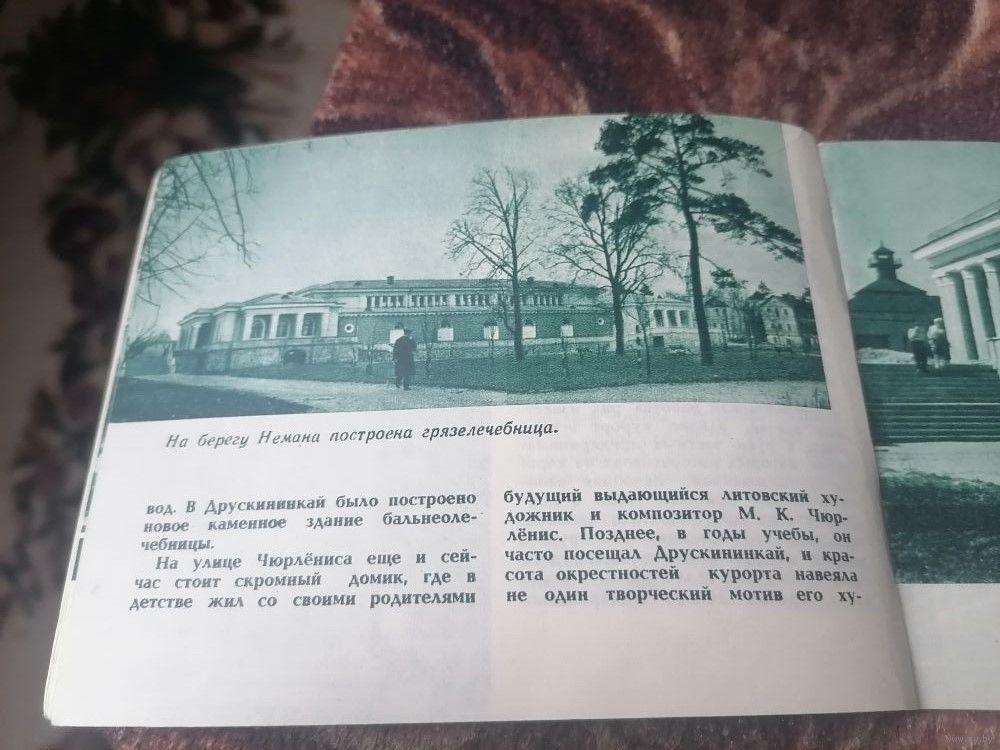 На берегу Немана построена грязелечебница.
вод. В Друскининкай было построено
новое каменное здание бальнеоле-
чебницы.
На улице Чюрлёниса еще и сей-
час стоит скромный домик, где в
детстве жил со своими родителями
будущий выдающийся литовский ху-
дожник и композитор М. К. Чюр-
лёнис. Позднее, в годы учебы, он
часто посещал Друскининкай, и кра-
сота окрестностей курорта навеяла
не один творческий мотив его ху-